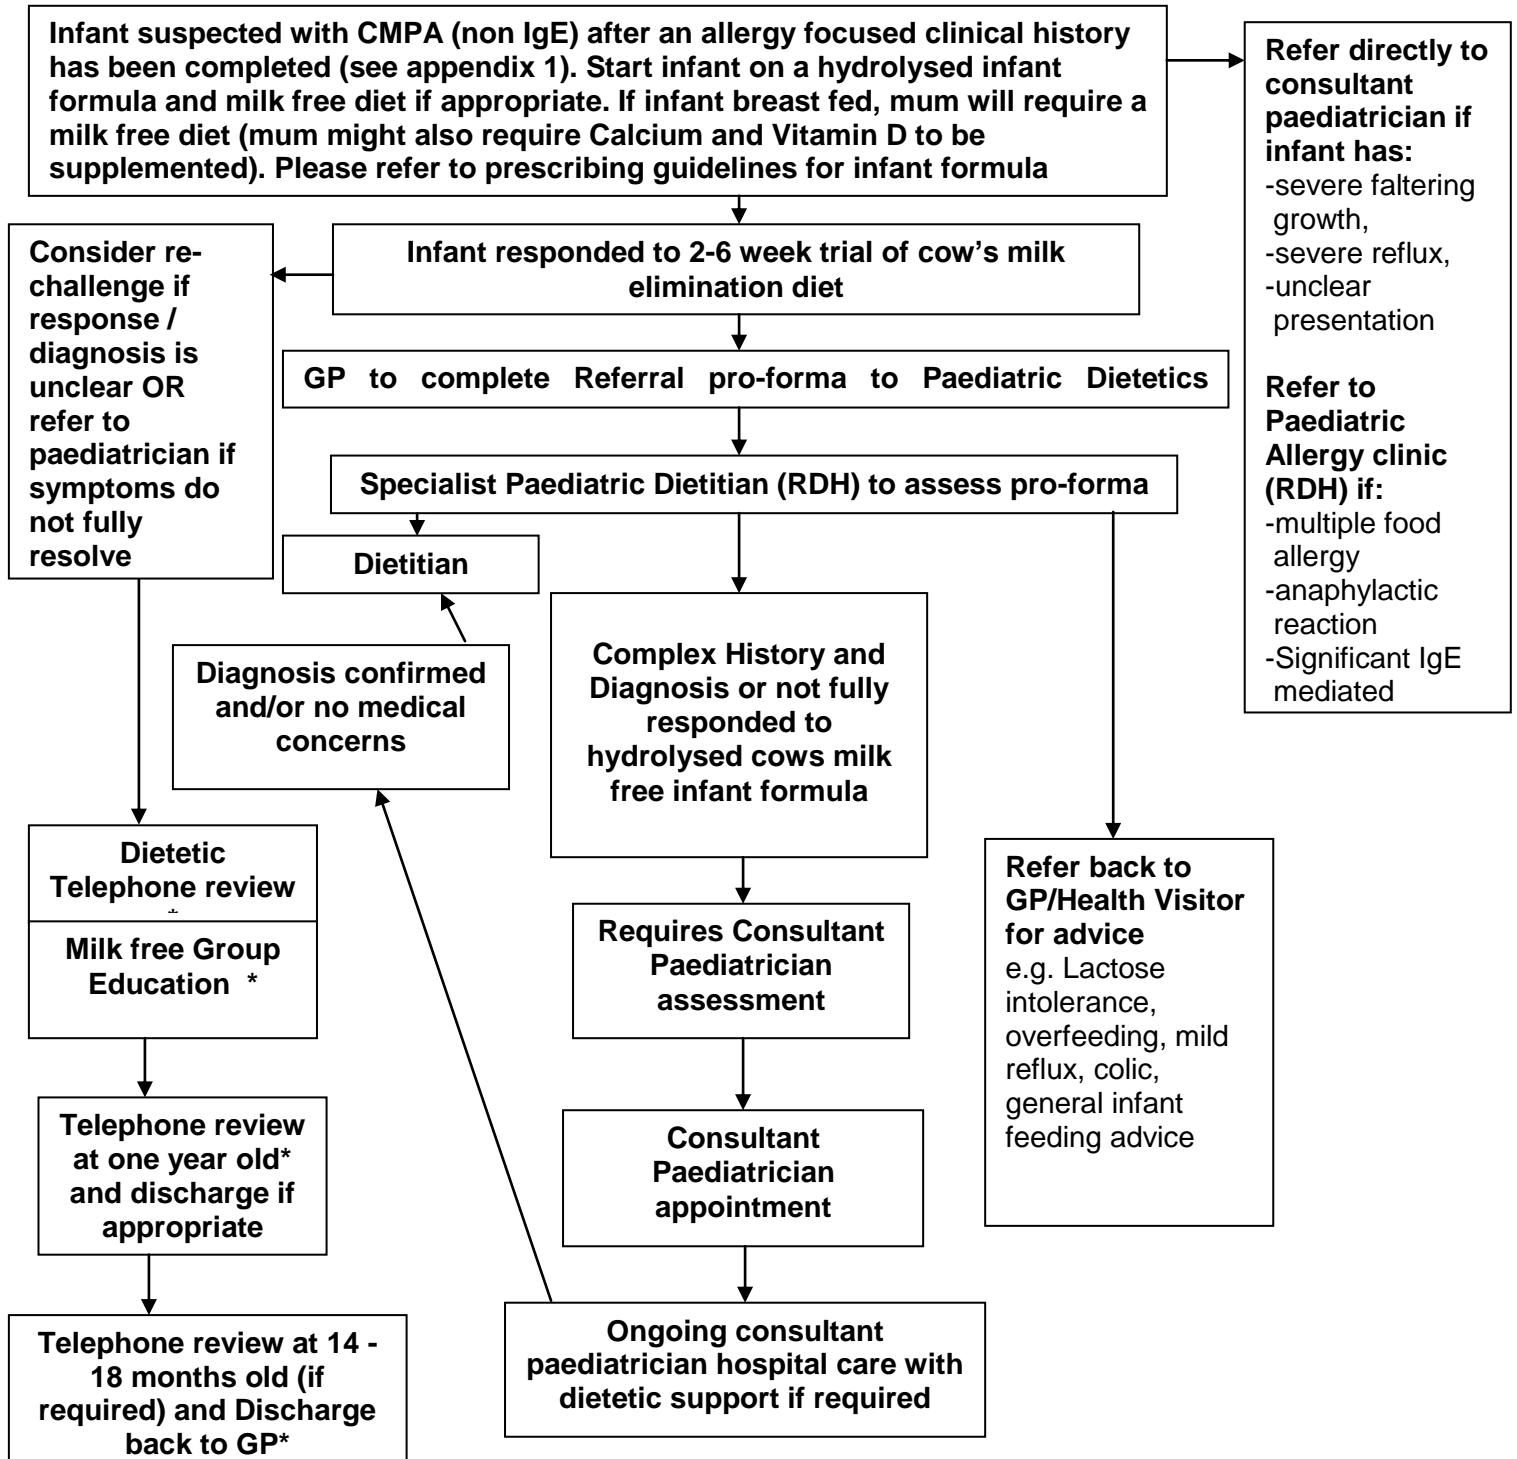 Infant suspected with CMPA (non IgE) after an allergy focused clinical history
has been completed (see appendix 1). Start infant on a hydrolysed infant
formula and milk free diet if appropriate. If infant breast fed, mum will require a
milk free diet (mum might also require Calcium and Vitamin D to be
supplemented). Please refer to prescribing guidelines for infant formula
Refer directly to
consultant
paediatrician if
infant has:
-severe faltering
growth,
-severe reflux,
-unclear
presentation
Refer to
Paediatric
Allergy clinic
(RDH) if:
-multiple food
allergy
-anaphylactic
reaction
-Significant IgE
mediated
Infant responded to 2-6 week trial of cow's milk
elimination diet
Consider re-
challenge if
response /
diagnosis is
unclear OR
refer to
paediatrician if
symptoms do
not fully
resolve
GP to complete Referral pro-forma to Paediatric Dietetics
Specialist Paediatric Dietitian (RDH) to assess pro-forma
Dietitian
Diagnosis confirmed
and/or no medical
concerns
Complex History and
Diagnosis or not fully
responded to
hydrolysed cows milk
free infant formula
Dietetic
Telephone review
*
Milk free Group
Education *
Requires Consultant
Paediatrician
assessment
Refer back to
GP/Health Visitor
for advice
e.g. Lactose
intolerance,
overfeeding, mild
reflux, colic,
general infant
feeding advice
Telephone review
at one year old*
and discharge if
appropriate
Consultant
Paediatrician
appointment
Telephone review at 14 -
18 months old (if
required) and Discharge
back to GP*
Ongoing consultant
paediatrician hospital care with
dietetic support if required